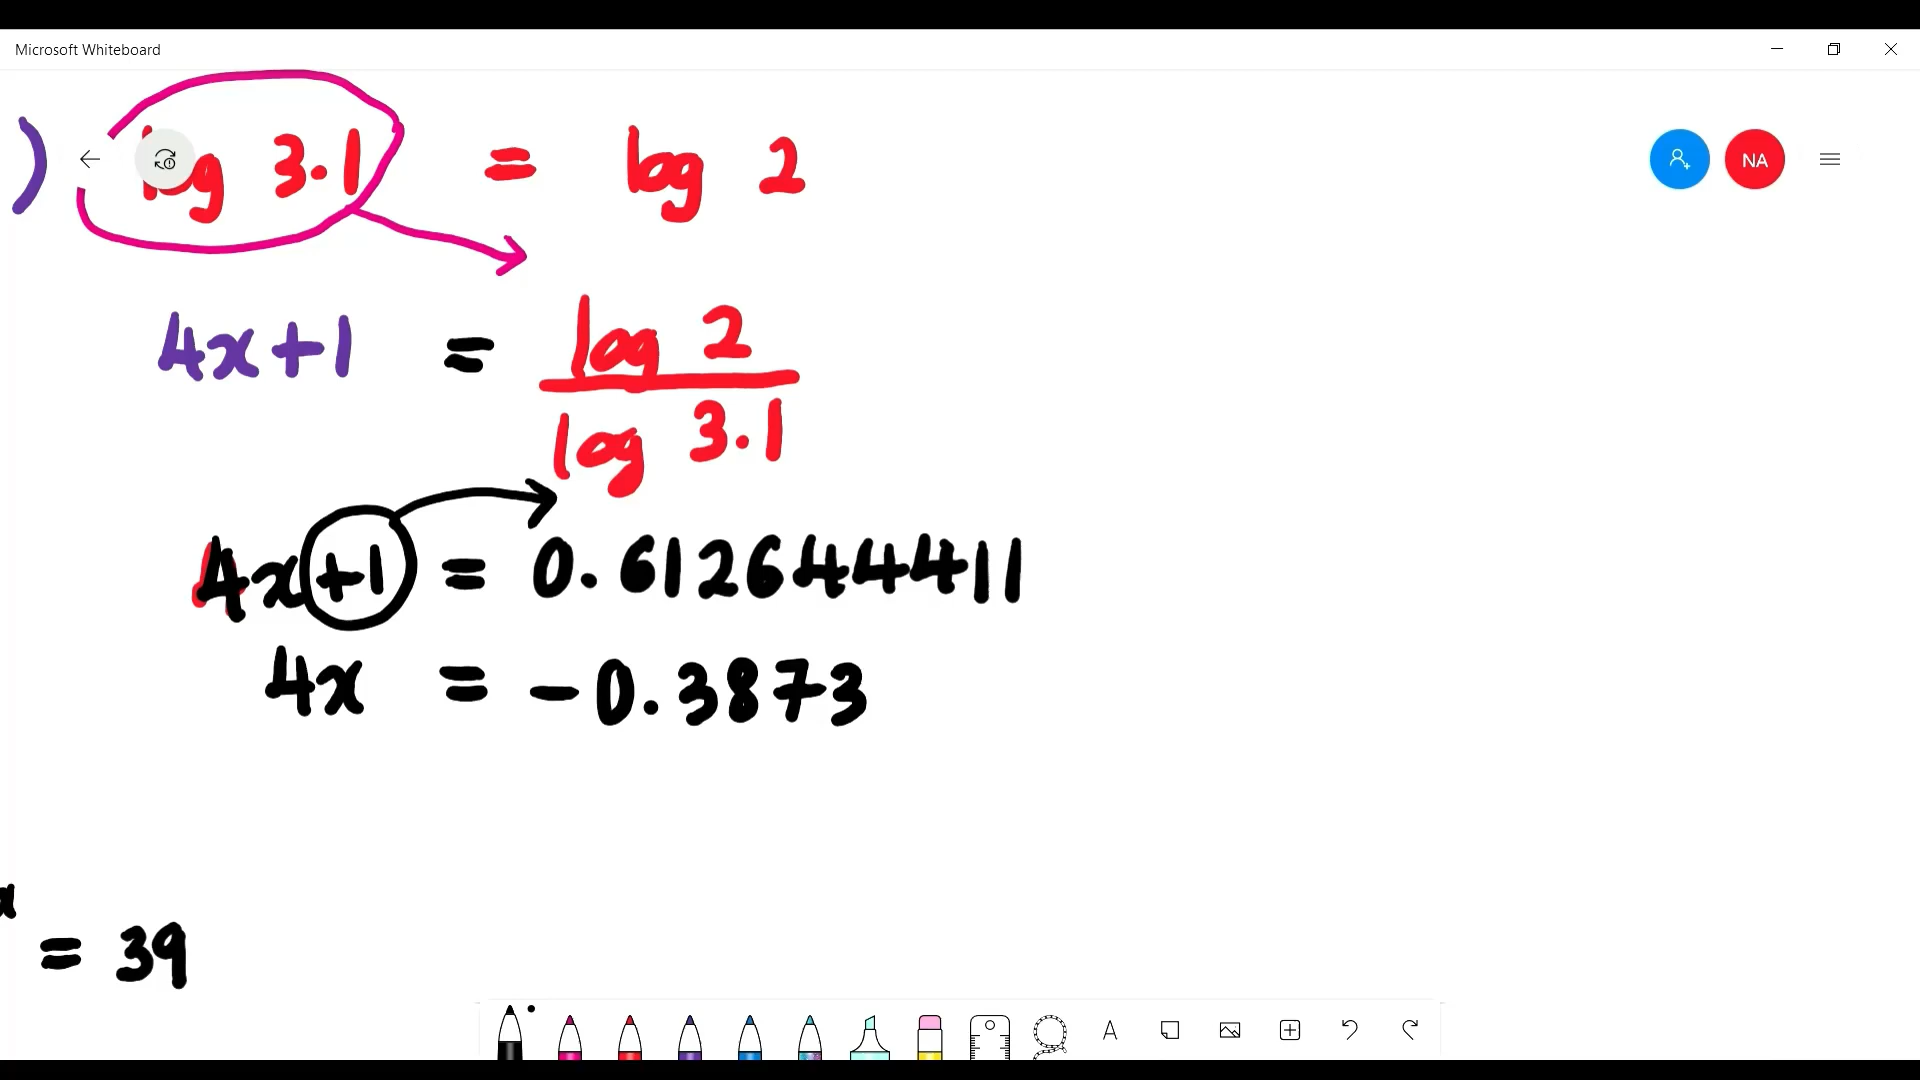 Microsoft Whiteboard
) log 3.1 = log 2
NA
4x+1 = log 2
log 3.1
4x+1 = 0.612644411
4x = -0.3873
x
= 39
A